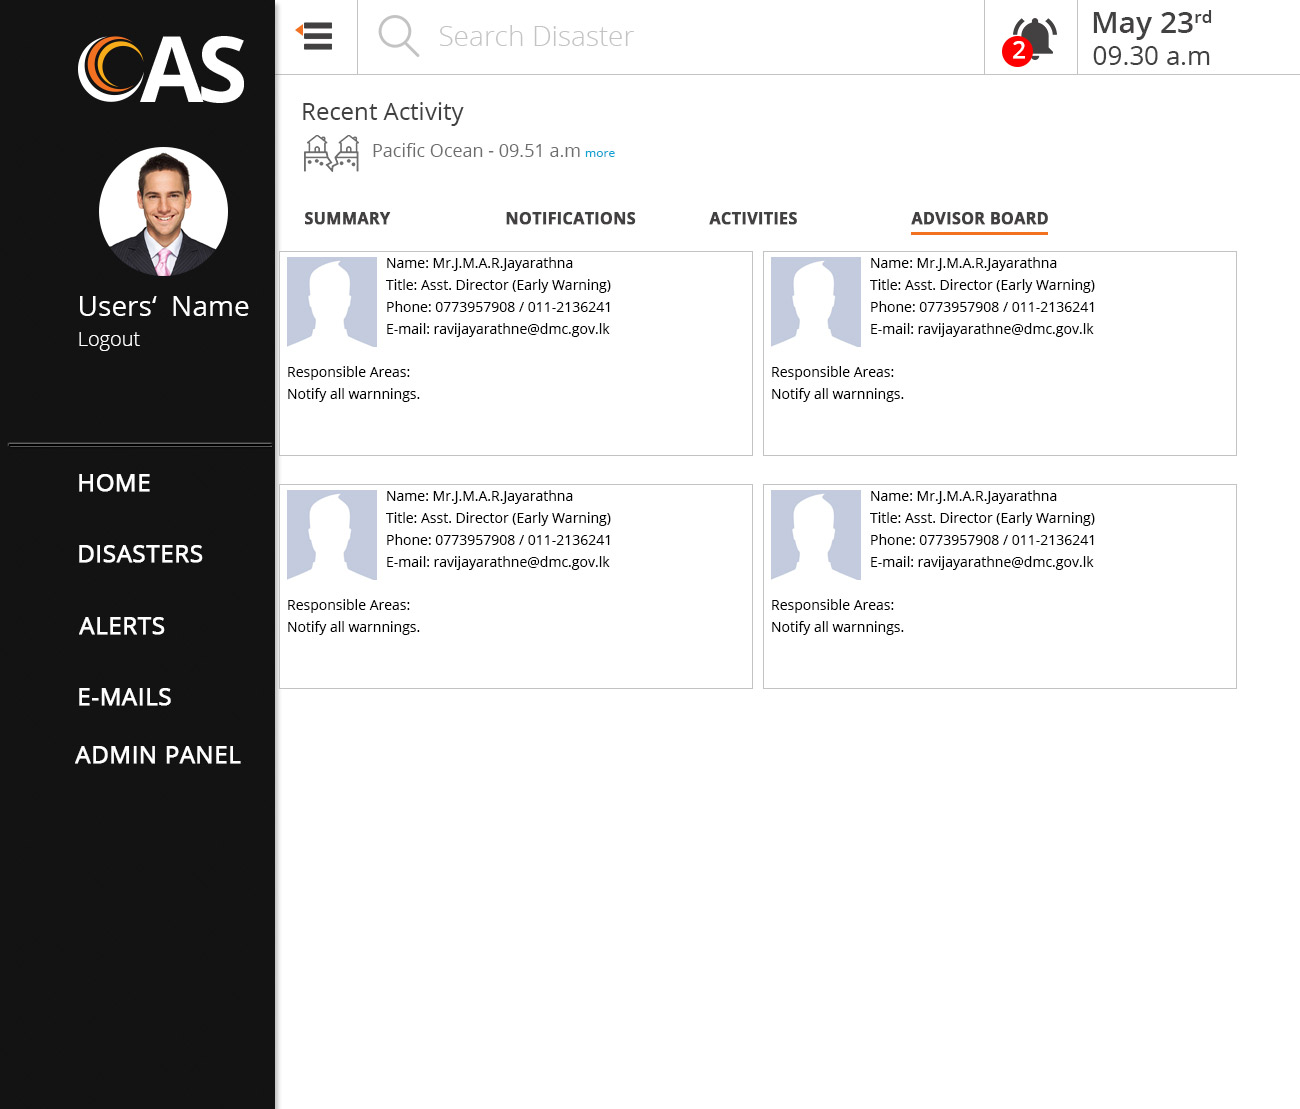 CAS
Users‘ Name
Logout
HOME
DISASTERS
ALERTS
E-MAILS
ADMIN PANEL
Search Disaster
2
May 23rd
09.30 a.m
Recent Activity
Pacific Ocean - 09.51 a.m more
SUMMARY NOTIFICATIONS ACTIVITIES ADVISOR BOARD
Name: Mr.J.M.A.R.Jayarathna
Title: Asst. Director (Early Warning)
Phone: 0773957908 / 011-2136241
E-mail: ravijayarathne@dmc.gov.lk
Responsible Areas:
Notify all warnnings.
Name: Mr.J.M.A.R.Jayarathna
Title: Asst. Director (Early Warning)
Phone: 0773957908 / 011-2136241
E-mail: ravijayarathne@dmc.gov.lk
Responsible Areas:
Notify all warnnings.
Name: Mr.J.M.A.R.Jayarathna
Title: Asst. Director (Early Warning)
Phone: 0773957908 / 011-2136241
E-mail: ravijayarathne@dmc.gov.lk
Responsible Areas:
Notify all warnnings.
Name: Mr.J.M.A.R.Jayarathna
Title: Asst. Director (Early Warning)
Phone: 0773957908 / 011-2136241
E-mail: ravijayarathne@dmc.gov.lk
Responsible Areas:
Notify all warnnings.